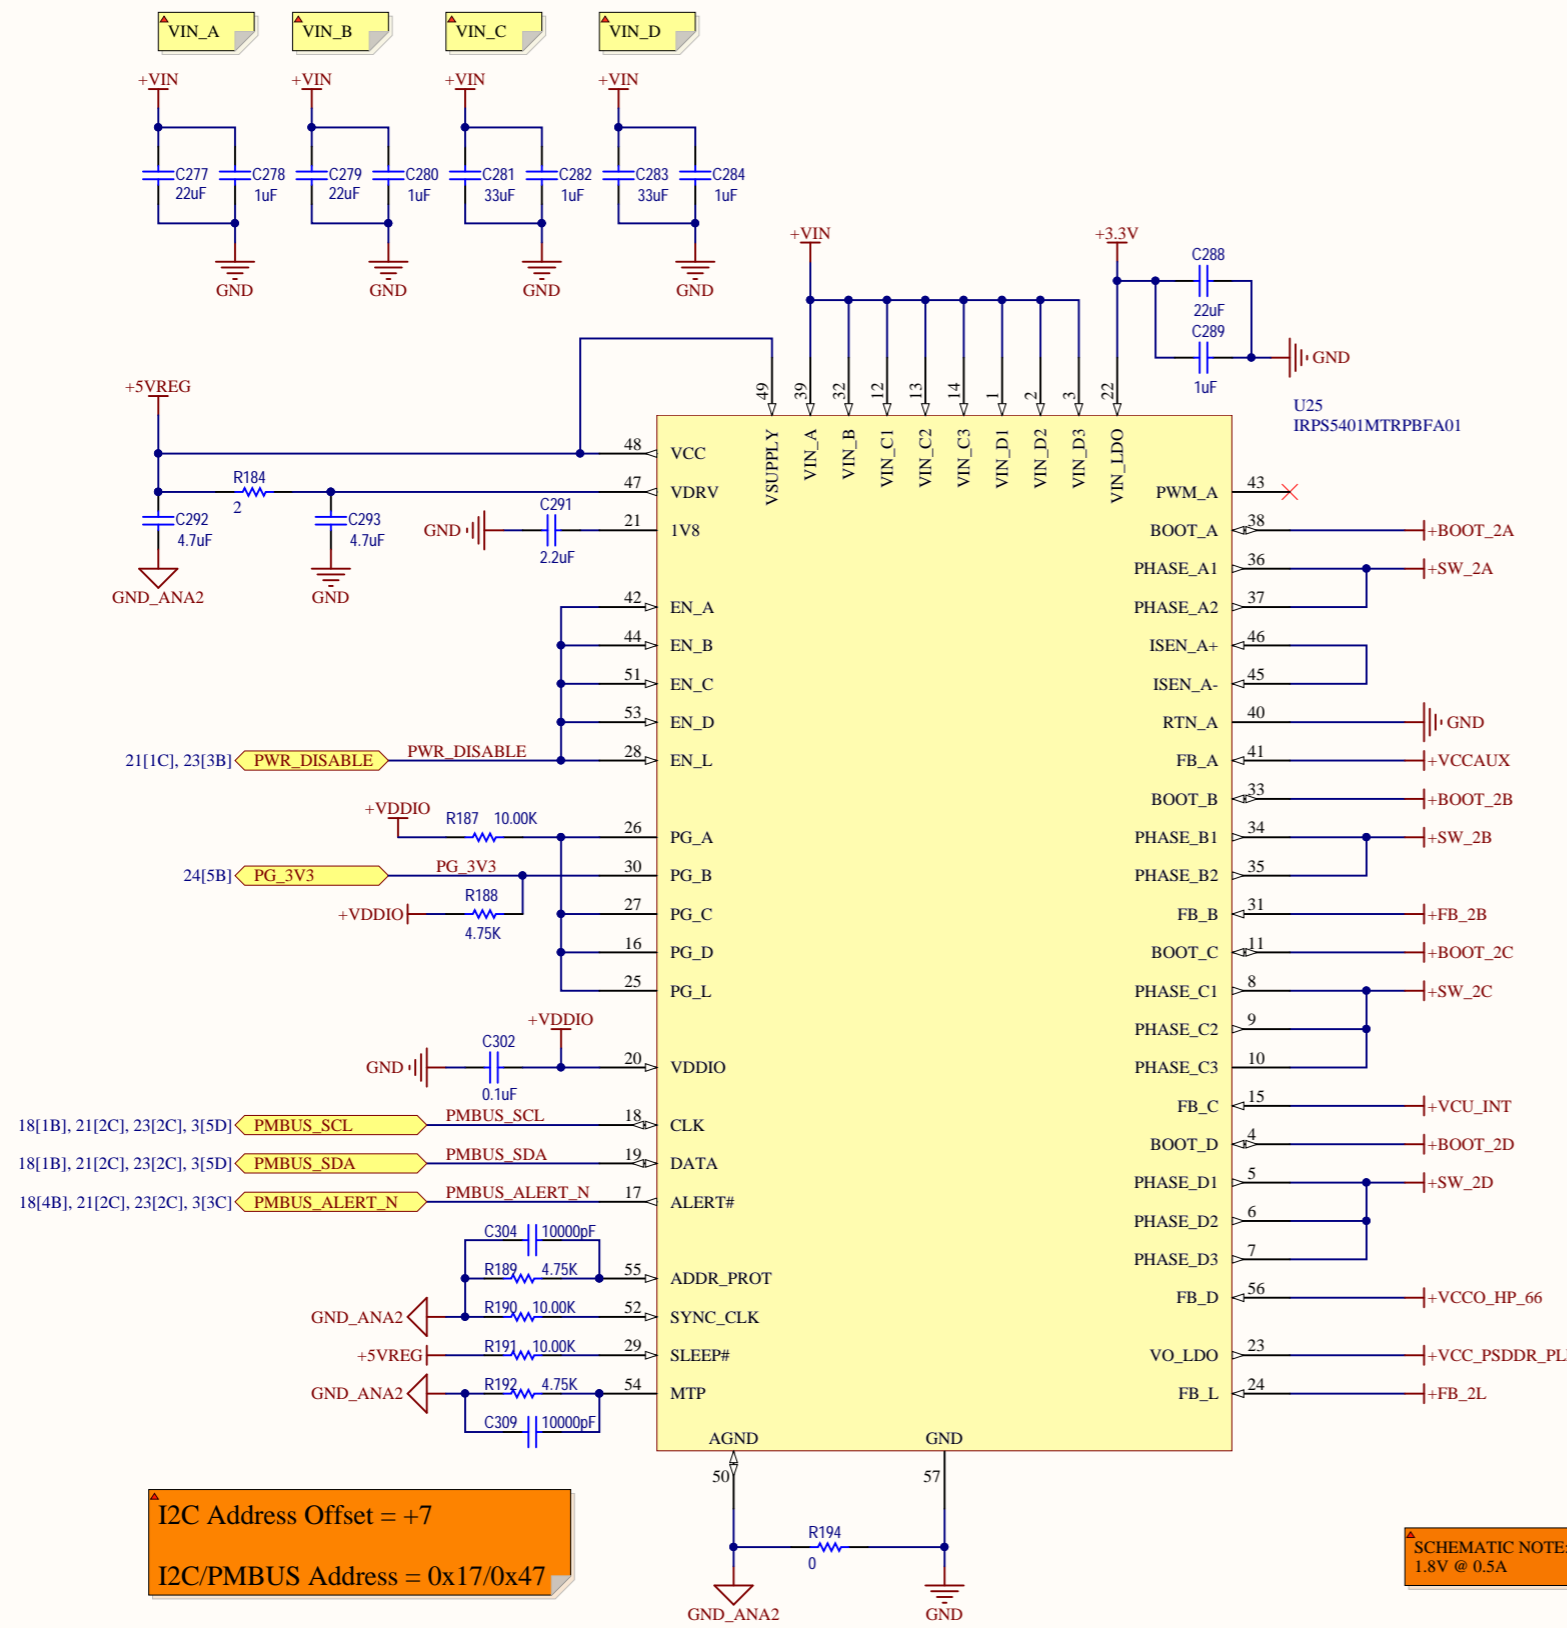 VIN_A
VIN_B
VIN_C
VIN_D
+VIN
+VIN
+VIN
+VIN
C277
22uF
C278
1uF
C279
22uF
C280
1uF
C281
33uF
C282
1uF
C283
33uF
C284
1uF
GND
GND
GND
GND
+VIN
+3.3V
C288
22uF
C289
1uF
GND
U25
IRPS5401MTRPBFA01
49 VSUPPLY
39 VIN_A
32 VIN_B
12 VIN_C1
13 VIN_C2
14 VIN_C3
1 VIN_D1
2 VIN_D2
3 VIN_D3
22 VIN_LDO
+5VREG
48 VCC
R184
2
47 VDRV
C292
4.7uF
C293
4.7uF
GND_ANA2
GND
GND
C291
2.2uF
21 1V8
42 EN_A
44 EN_B
51 EN_C
53 EN_D
21[1C], 23[3B] PWR_DISABLE PWR_DISABLE 28 EN_L
+VDDIO
R187 10.00K
26 PG_A
24[5B] PG_3V3 PG_3V3 30 PG_B
+VDDIO
R188
4.75K
27 PG_C
16 PG_D
25 PG_L
+VDDIO
GND
C302
0.1uF
20 VDDIO
18[1B], 21[2C], 23[2C], 3[5D] PMBUS_SCL PMBUS_SCL 18 CLK
18[1B], 21[2C], 23[2C], 3[5D] PMBUS_SDA PMBUS_SDA 19 DATA
18[4B], 21[2C], 23[2C], 3[3C] PMBUS_ALERT_N PMBUS_ALERT_N 17 ALERT#
C304 10000pF
R189 4.75K 55 ADDR_PROT
GND_ANA2 R190 10.00K 52 SYNC_CLK
+5VREG R191 10.00K 29 SLEEP#
GND_ANA2 R192 4.75K 54 MTP
C309 10000pF
PWM_A 43
BOOT_A 38 +BOOT_2A
PHASE_A1 36 +SW_2A
PHASE_A2 37
ISEN_A+ 46
ISEN_A- 45
RTN_A 40 GND
FB_A 41 +VCCAUX
BOOT_B 33 +BOOT_2B
PHASE_B1 34 +SW_2B
PHASE_B2 35
FB_B 31 +FB_2B
BOOT_C 11 +BOOT_2C
PHASE_C1 8 +SW_2C
PHASE_C2 9
PHASE_C3 10
FB_C 15 +VCU_INT
BOOT_D 4 +BOOT_2D
PHASE_D1 5 +SW_2D
PHASE_D2 6
PHASE_D3 7
FB_D 56 +VCCO_HP_66
VO_LDO 23 +VCC_PSDDR_PL
FB_L 24 +FB_2L
AGND
50
GND
57
R194
0
GND_ANA2
GND
I2C Address Offset = +7
I2C/PMBUS Address = 0x17/0x47
SCHEMATIC NOTE:
1.8V @ 0.5A